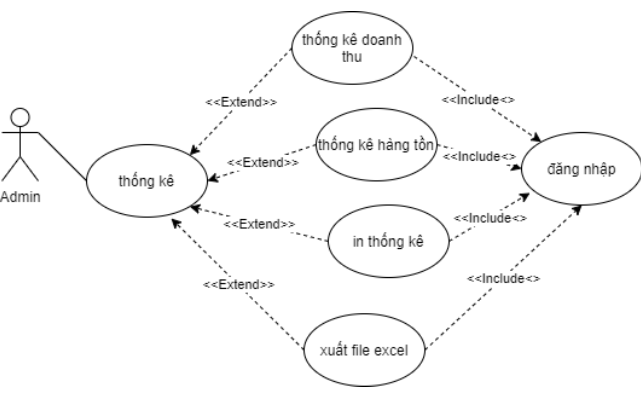 thống kê doanh
thu
<<Extend>>
<<Include<>
thống kê hàng tồn
<<Extend>>
<<Include<>
Admin
thống kê
đăng nhập
<<Extend>>
<<Include<>
in thống kê
<<Extend>>
<<Include<>
xuất file excel